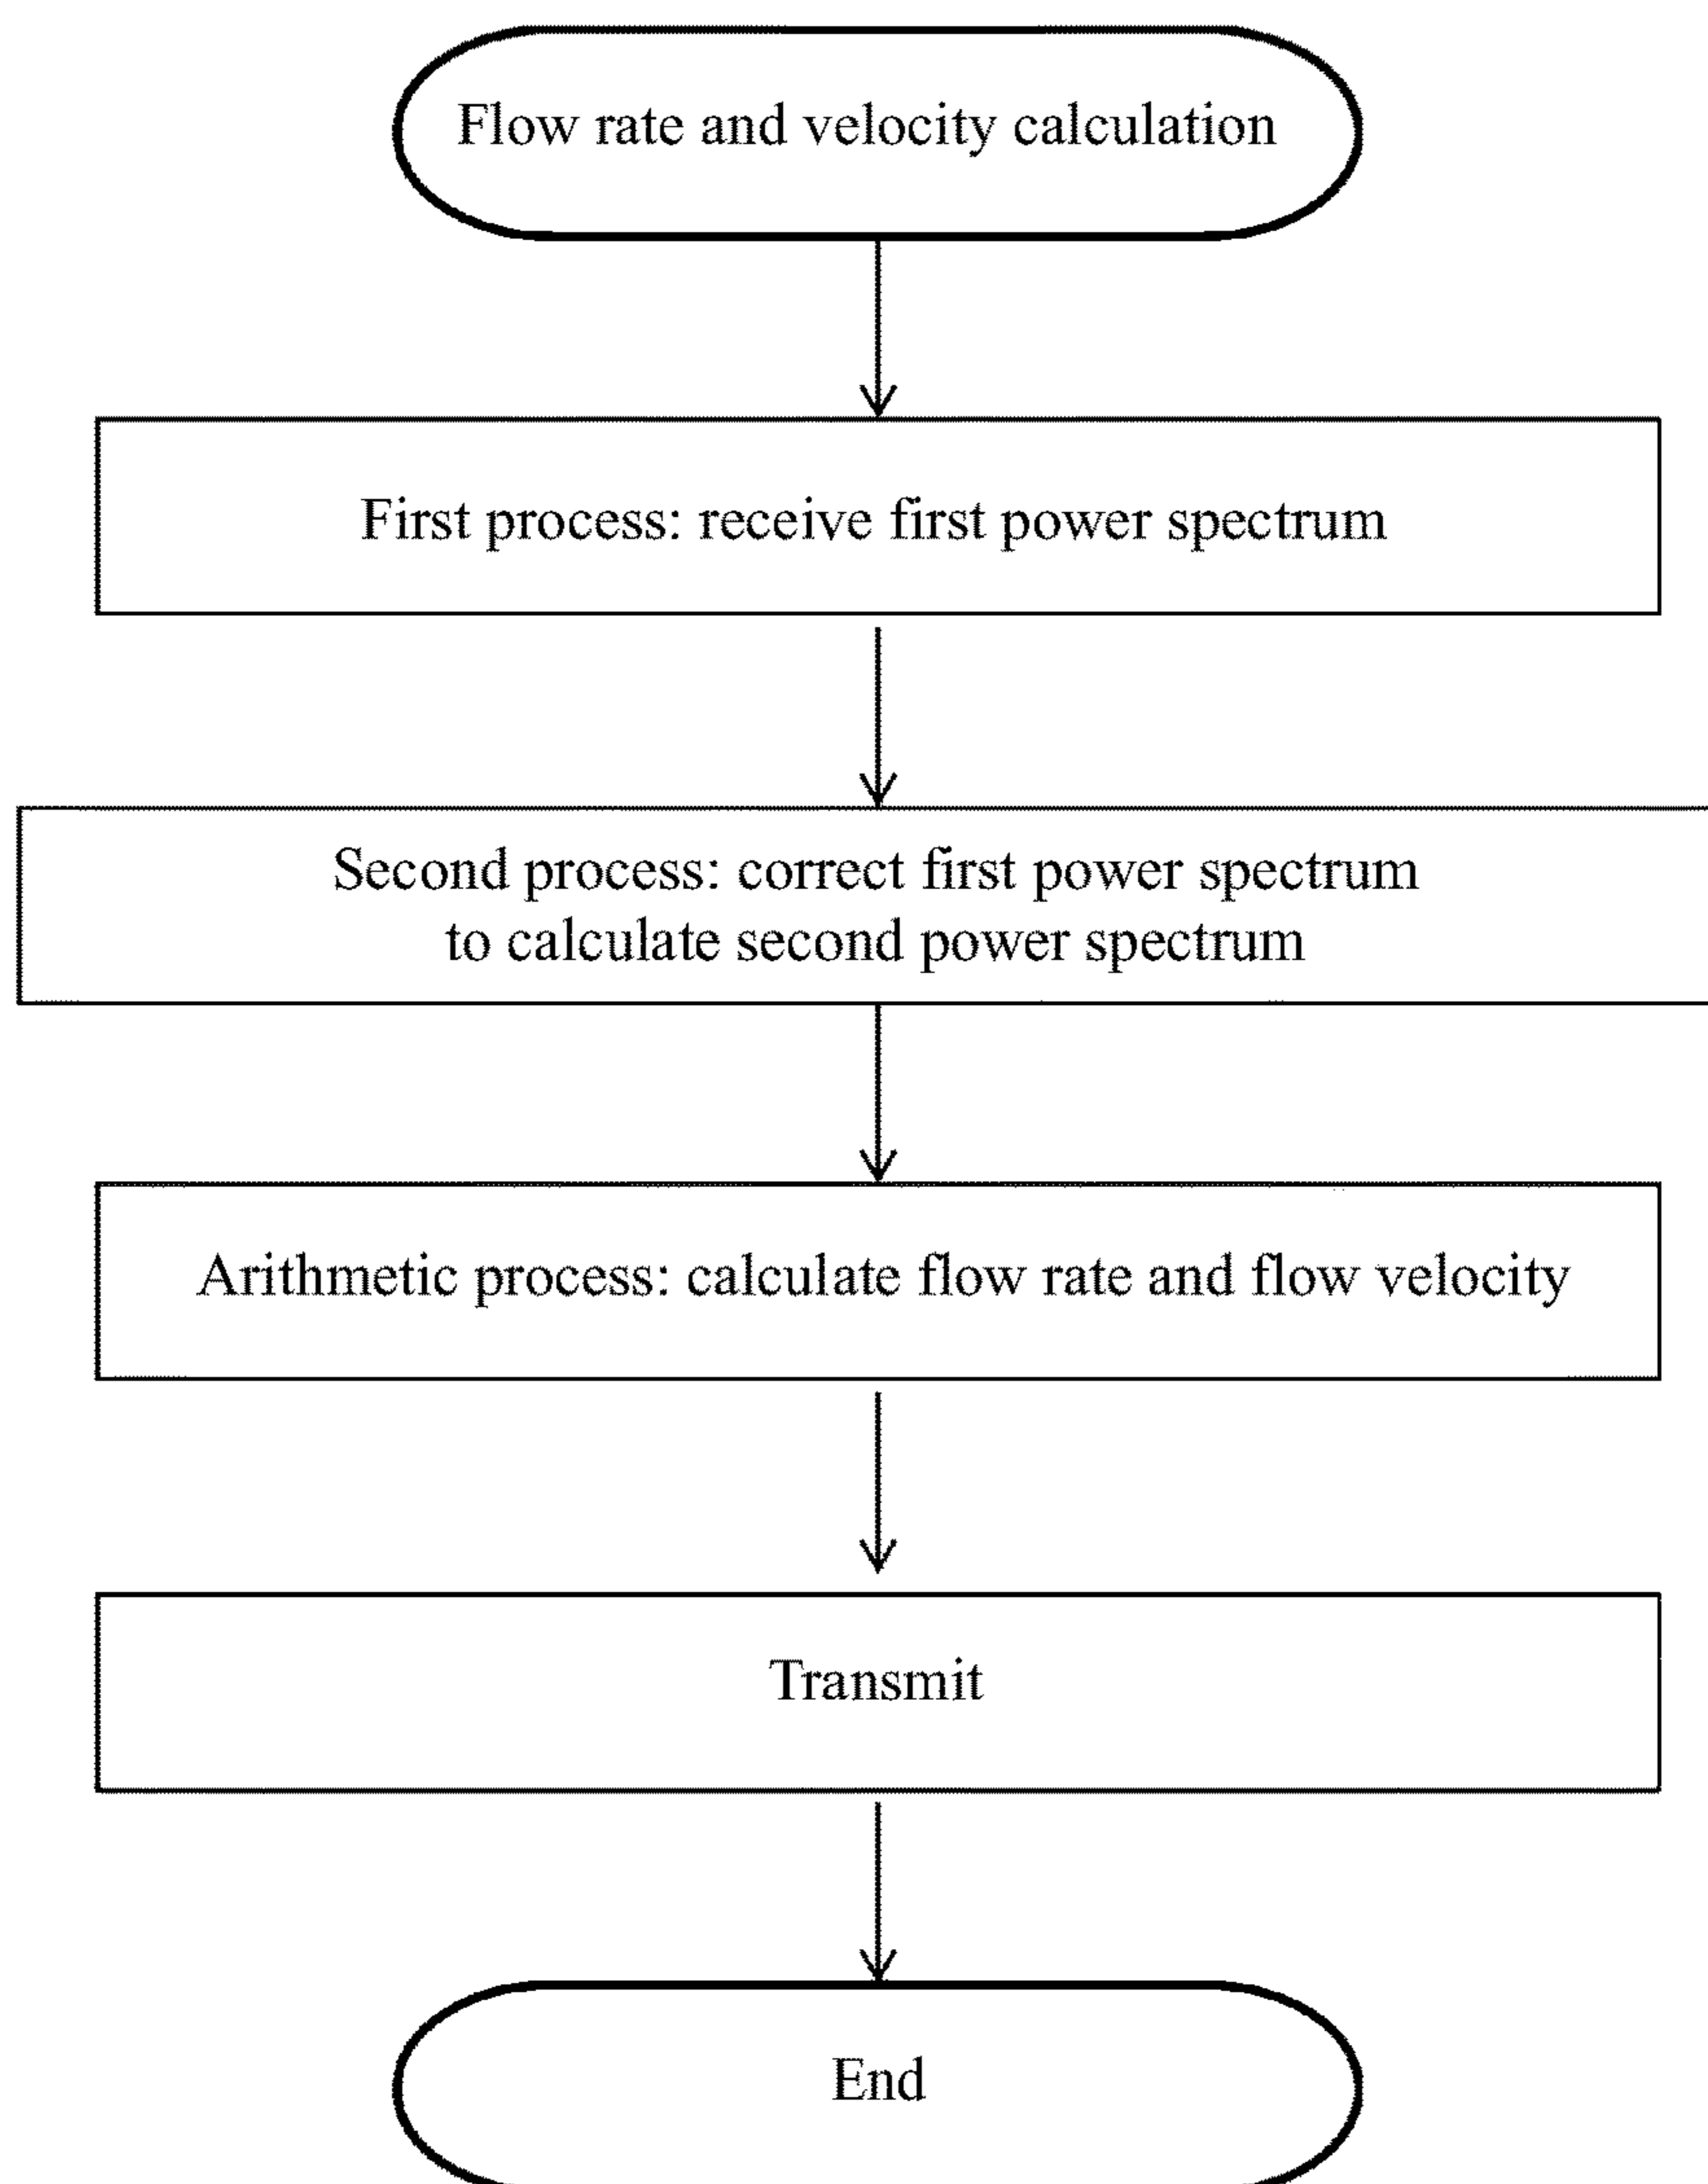 Flow rate and velocity calculation
First process: receive first power spectrum
Second process: correct first power spectrum
to calculate second power spectrum
Arithmetic process: calculate flow rate and flow velocity
Transmit
End